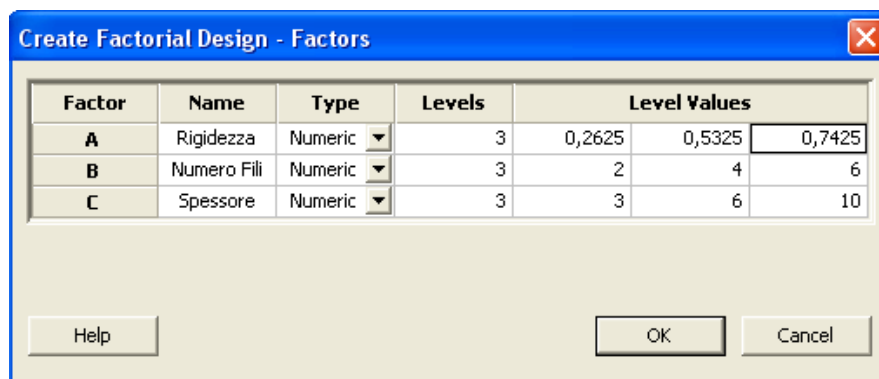 Create Factorial Design - Factors
Factor Name Type Levels Level Values
A Rigidezza Numeric 3 0,2625 0,5325 0,7425
B Numero Fili Numeric 3 2 4 6
C Spessore Numeric 3 3 6 10
Help OK Cancel